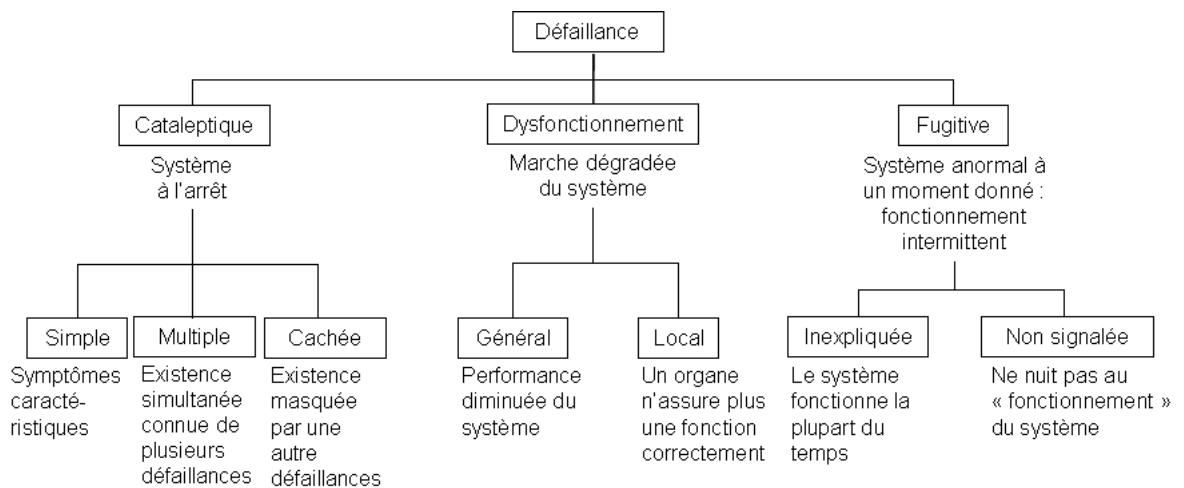 Défaillance
Cataleptique
Système
à l'arrêt
Dysfonctionnement
Marche dégradée
du système
Fugitive
Système anormal à
un moment donné :
fonctionnement
intermittent
Simple
Symptômes
caracté-
ristiques
Multiple
Existence
simultanée
connue de
plusieurs
défaillances
Cachée
Existence
masquée
par une
autre
défaillances
Général
Performance
diminuée du
système
Local
Un organe
n'assure plus
une fonction
correctement
Inexpliquée
Le système
fonctionne la
plupart du
temps
Non signalée
Ne nuit pas au
« fonctionnement »
du système